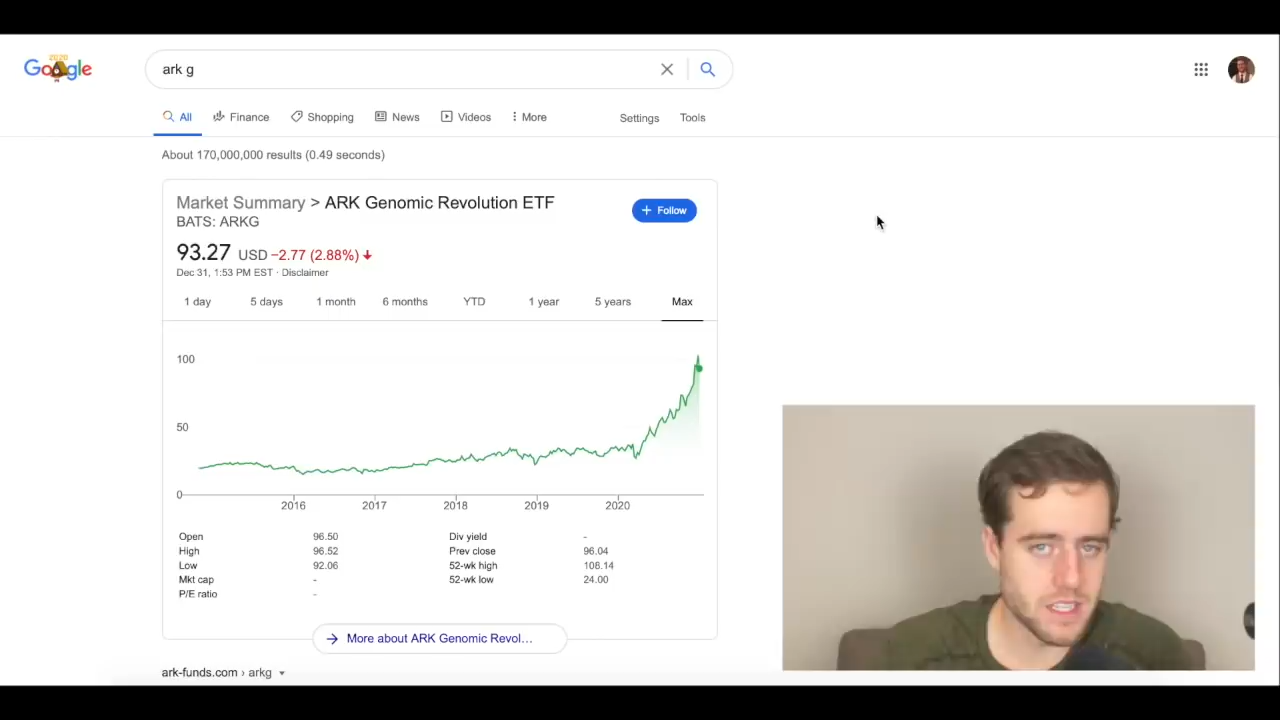 2020
Google
ark g
All
Finance
Shopping
News
Videos
More
Settings
Tools
About 170,000,000 results (0.49 seconds)
Market Summary > ARK Genomic Revolution ETF
BATS: ARKG
Follow
93.27 USD −2.77 (2.88%)
Dec 31, 1:53 PM EST · Disclaimer
1 day 5 days 1 month 6 months YTD 1 year 5 years Max
100
50
0
2016 2017 2018 2019 2020
Open 96.50 Div yield -
High 96.52 Prev close 96.04
Low 92.06 52-wk high 108.14
Mkt cap - 52-wk low 24.00
P/E ratio -
More about ARK Genomic Revol...
ark-funds.com › arkg